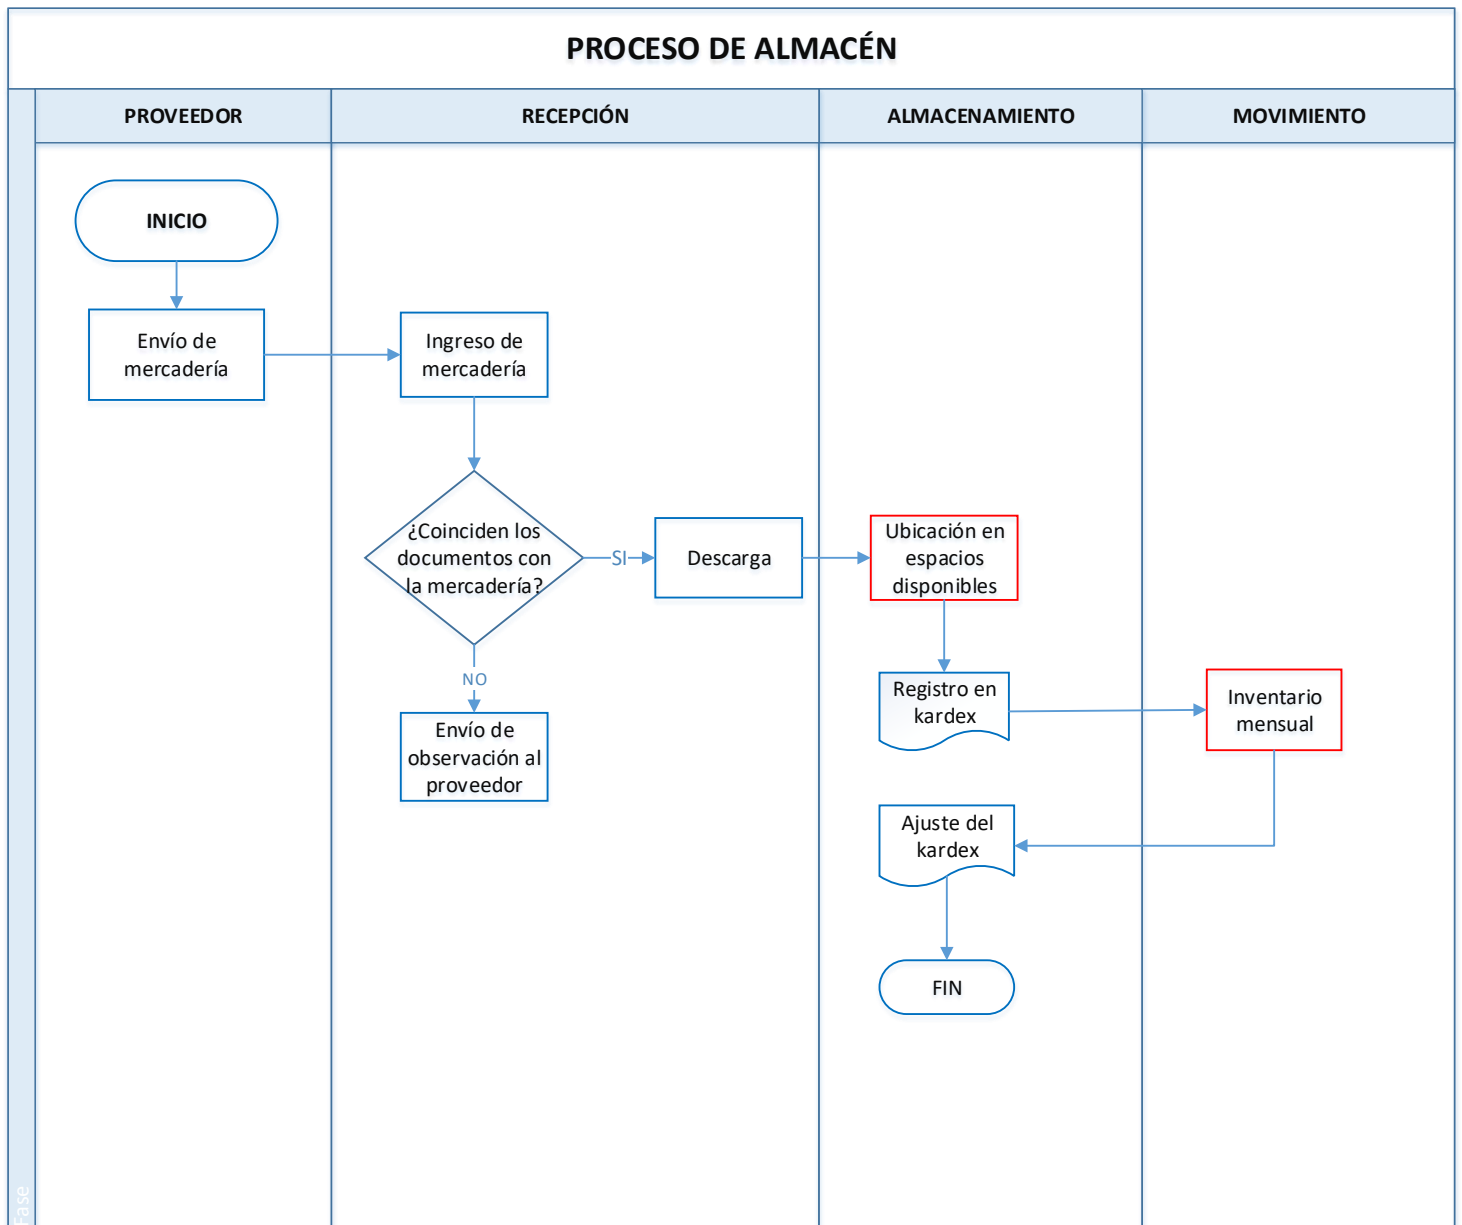 PROCESO DE ALMACÉN
PROVEEDOR
RECEPCIÓN
ALMACENAMIENTO
MOVIMIENTO
INICIO
Envío de
mercadería
Ingreso de
mercadería
¿Coinciden los
documentos con
la mercadería?
SI
Descarga
Ubicación en
espacios
disponibles
NO
Envío de
observación al
proveedor
Registro en
kardex
Inventario
mensual
Ajuste del
kardex
FIN
Fase